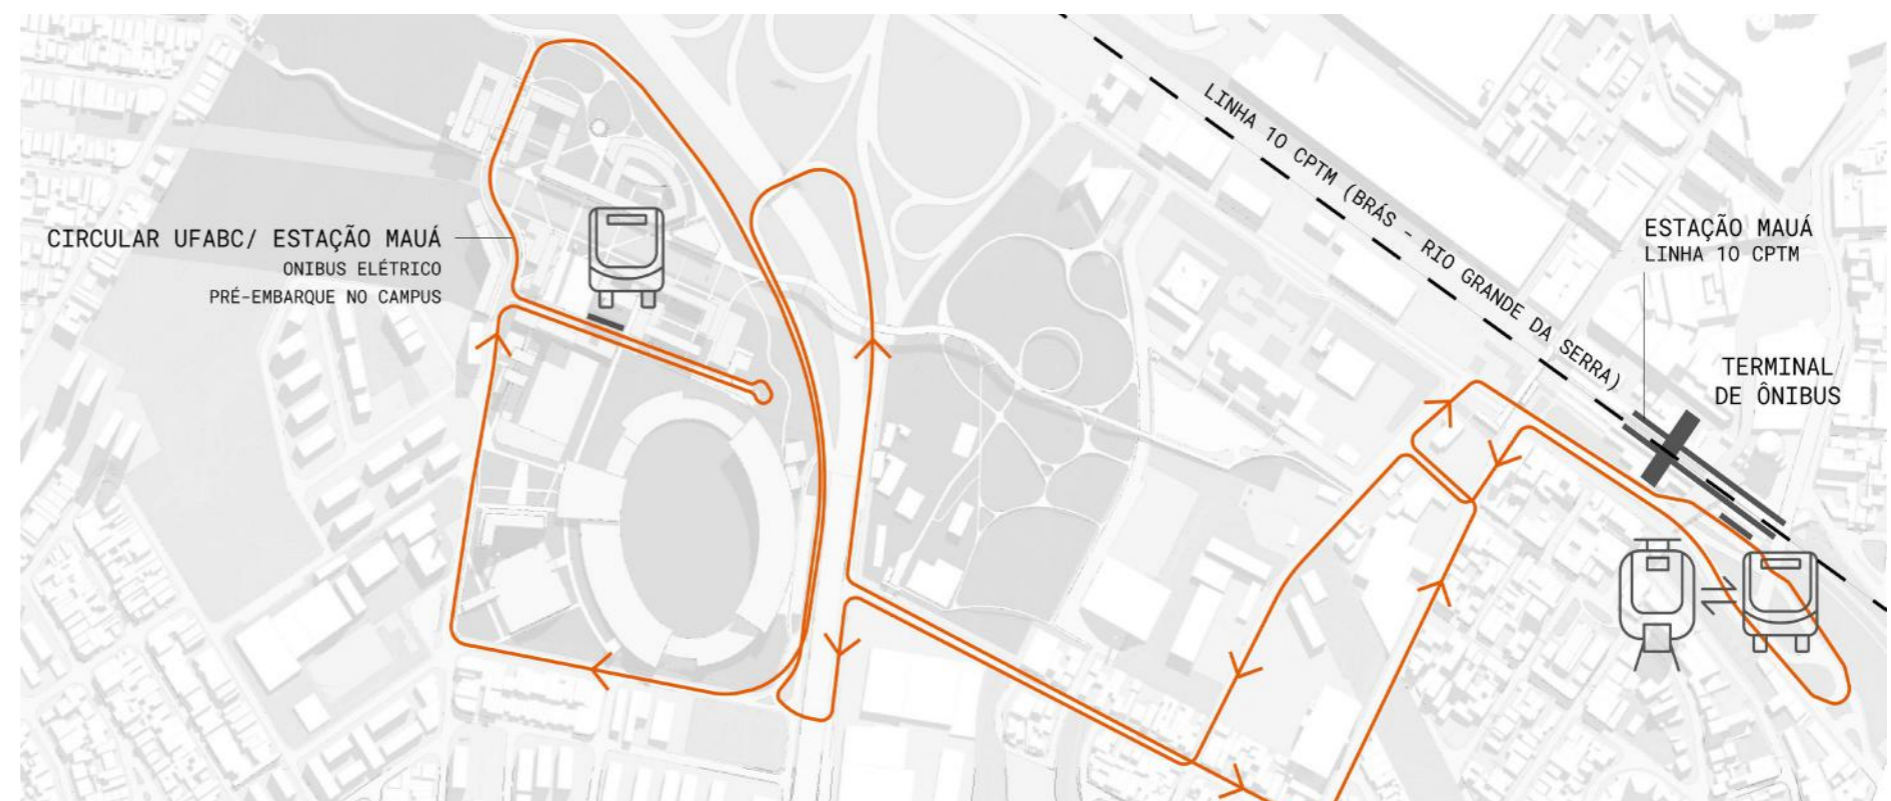 LINHA 10 CPTM (BRÁS - RIO GRANDE DA SERRA)
CIRCULAR UFABC/ ESTAÇÃO MAUÁ
ONIBUS ELÉTRICO
PRÉ-EMBARQUE NO CAMPUS
ESTAÇÃO MAUÁ
LINHA 10 CPTM
TERMINAL
DE ÔNIBUS